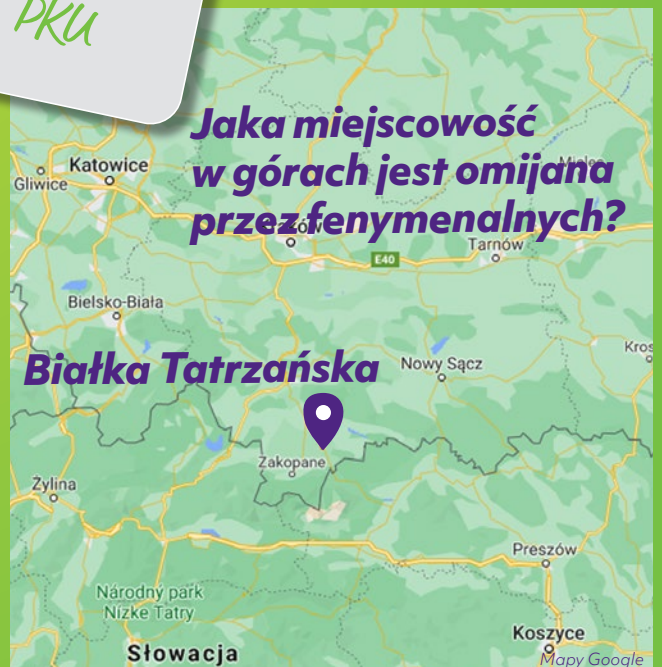 PKU
Jaka miejscowość
w górach jest omijana
przez fenymenalnych?
Katowice
Gliwice
Tarnów
E40
Bielsko-Biała
Białka Tatrzańska
Nowy Sącz
Kros
Zakopane
Żylina
Preszów
Národný park
Nízke Tatry
Koszyce
Słowacja
Mapy Google